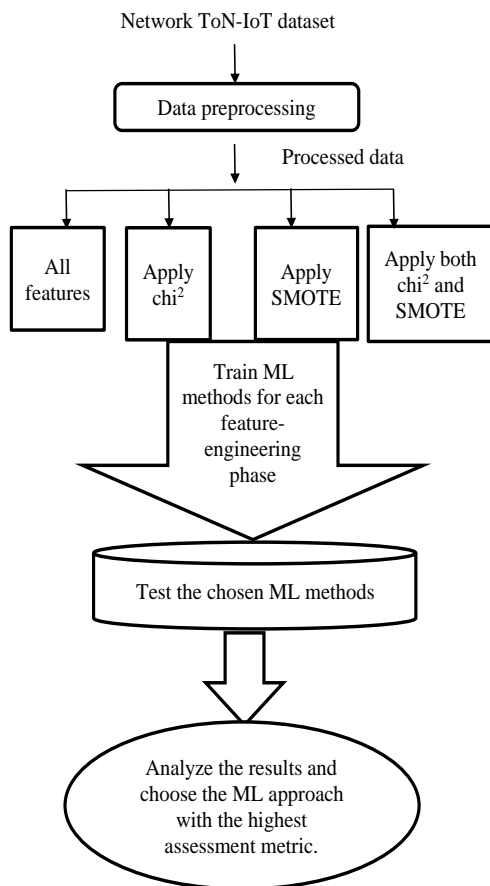 Network ToN-IoT dataset
Data preprocessing
Processed data
All
features
Apply
chi²
Apply
SMOTE
Apply both
chi² and
SMOTE
Train ML
methods for each
feature-
engineering
phase
Test the chosen ML methods
Analyze the results and
choose the ML approach
with the highest
assessment metric.